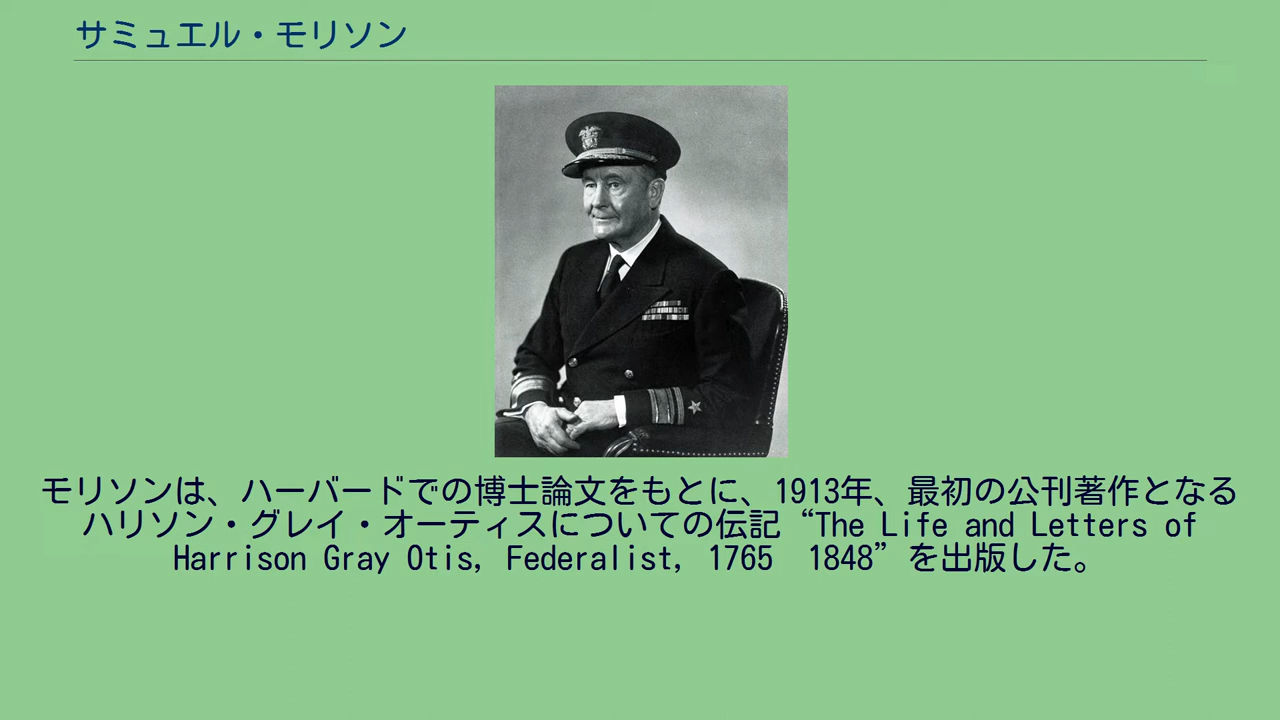 サミュエル・モリソン
モリソンは、ハーバードでの博士論文をもとに、1913年、最初の公刊著作となる
ハリソン・グレイ・オーティスについての伝記“The Life and Letters of
Harrison Gray Otis, Federalist, 1765　1848”を出版した。